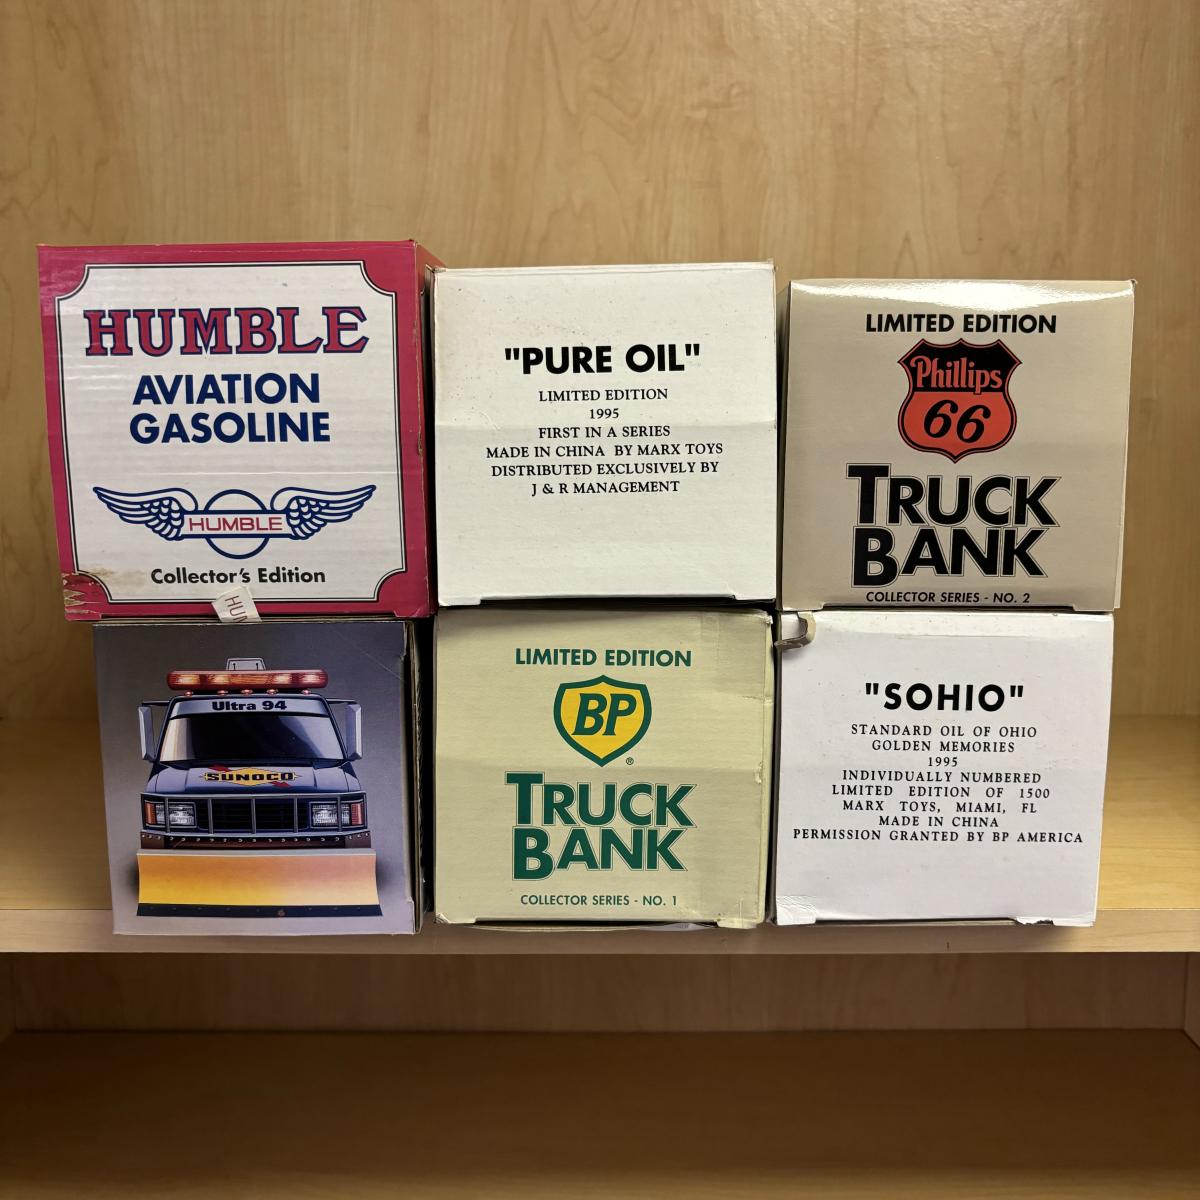 HUMBLE
AVIATION
GASOLINE
HUMBLE
Collector's Edition
HUM
"PURE OIL"
LIMITED EDITION
1995
FIRST IN A SERIES
MADE IN CHINA BY MARX TOYS
DISTRIBUTED EXCLUSIVELY BY
J & R MANAGEMENT
LIMITED EDITION
Phillips
66
TRUCK
BANK
COLLECTOR SERIES - NO. 2
Ultra 94
SUNOCO
LIMITED EDITION
BP
®
TRUCK
BANK
COLLECTOR SERIES - NO. 1
"SOHIO"
STANDARD OIL OF OHIO
GOLDEN MEMORIES
1995
INDIVIDUALLY NUMBERED
LIMITED EDITION OF 1500
MARX TOYS, MIAMI, FL
MADE IN CHINA
PERMISSION GRANTED BY BP AMERICA